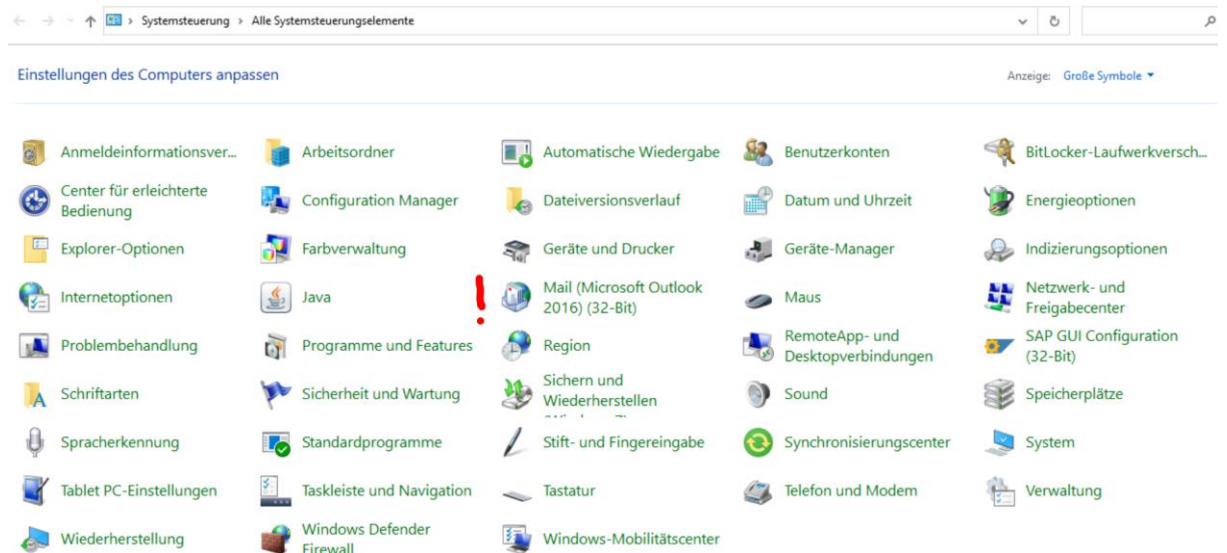 Systemsteuerung > Alle Systemsteuerungselemente
Einstellungen des Computers anpassen
Anzeige: Große Symbole
Anmeldeinformationsver...
Arbeitsordner
Automatische Wiedergabe
Benutzerkonten
BitLocker-Laufwerkversch...
Center für erleichterte
Bedienung
Configuration Manager
Dateiversionsverlauf
Datum und Uhrzeit
Energieoptionen
Explorer-Optionen
Farbverwaltung
Geräte und Drucker
Geräte-Manager
Indizierungsoptionen
Internetoptionen
Java
!
Mail (Microsoft Outlook
2016) (32-Bit)
Maus
Netzwerk- und
Freigabecenter
Problembehandlung
Programme und Features
Region
RemoteApp- und
Desktopverbindungen
SAP GUI Configuration
(32-Bit)
Schriftarten
Sicherheit und Wartung
Sichern und
Wiederherstellen
Sound
Speicherplätze
Spracherkennung
Standardprogramme
Stift- und Fingereingabe
Synchronisierungscenter
System
Tablet PC-Einstellungen
Taskleiste und Navigation
Tastatur
Telefon und Modem
Verwaltung
Wiederherstellung
Windows Defender
Firewall
Windows-Mobilitätscenter